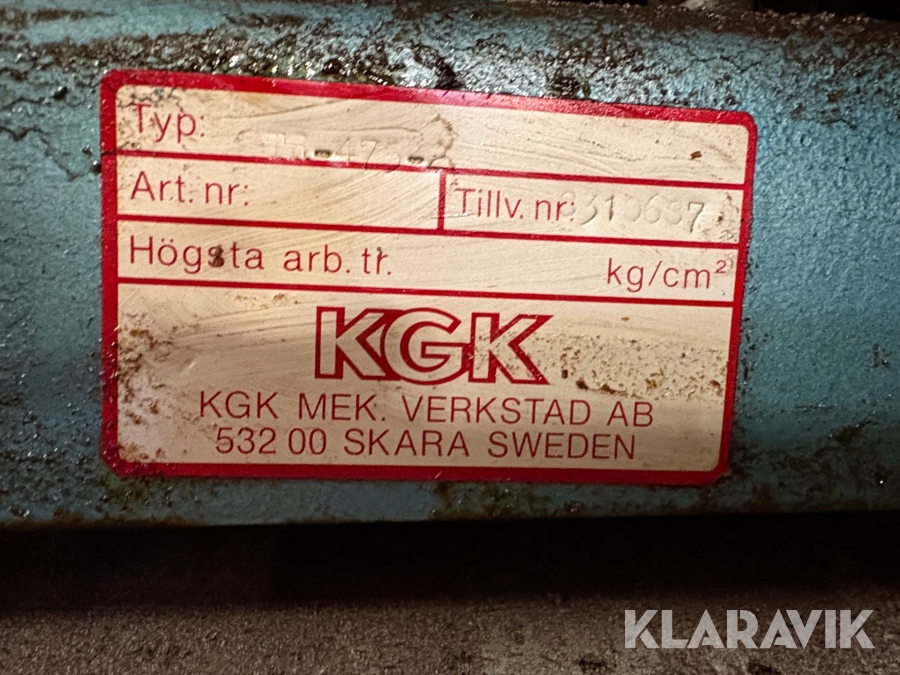 Typ:
Art. nr:
Tillv. nr:
Högsta arb. tr. kg/cm²
KGK
KGK MEK. VERKSTAD AB
532 00 SKARA SWEDEN
KLARAVIK